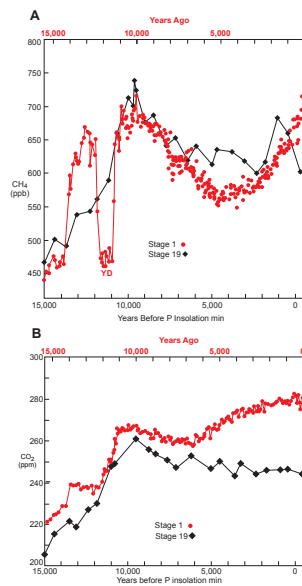 A
Years Ago
15,000 10,000 5,000 0
800
750
700
650
600
550
500
450
CH4
(ppb)
YD
Stage 1
Stage 19
15,000 10,000 5,000 0
Years Before P Insolation min
B
Years Ago
15,000 10,000 5,000 0
300
280
260
240
220
200
CO2
(ppm)
Stage 1
Stage 19
15,000 10,000 5,000 0
Years before P insolation min